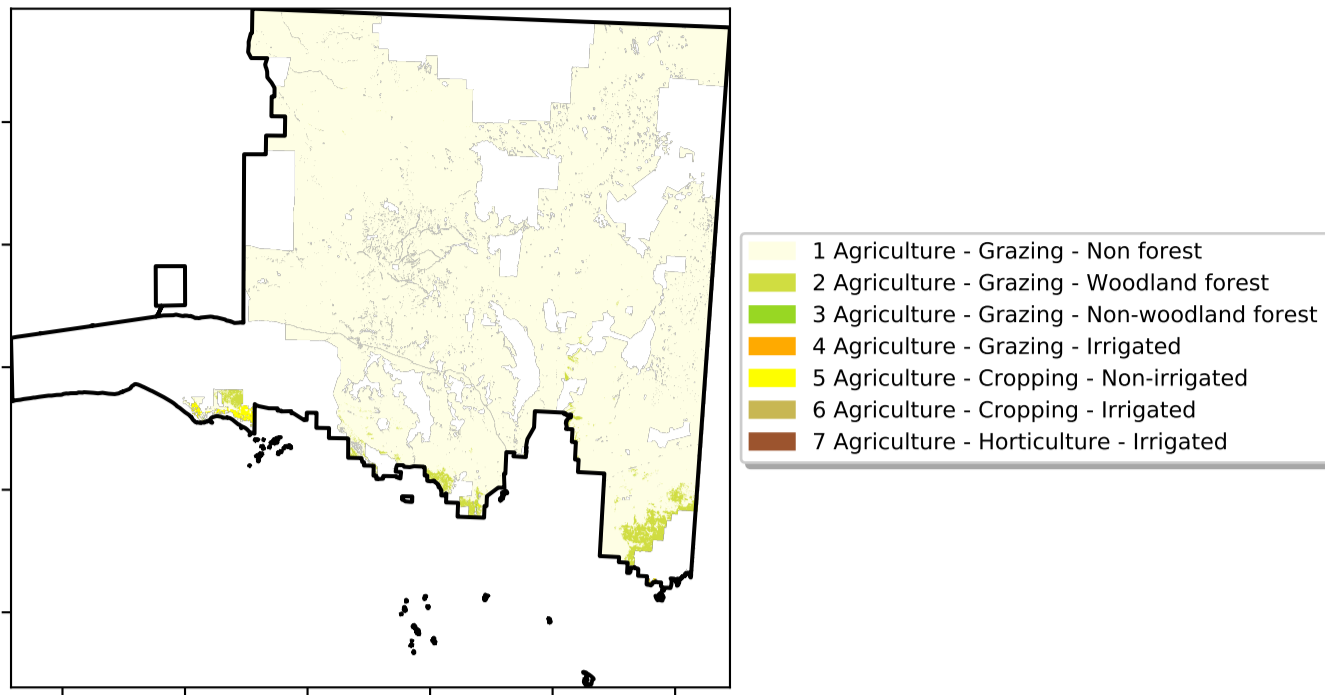 1 Agriculture - Grazing - Non forest
2 Agriculture - Grazing - Woodland forest
3 Agriculture - Grazing - Non-woodland forest
4 Agriculture - Grazing - Irrigated
5 Agriculture - Cropping - Non-irrigated
6 Agriculture - Cropping - Irrigated
7 Agriculture - Horticulture - Irrigated